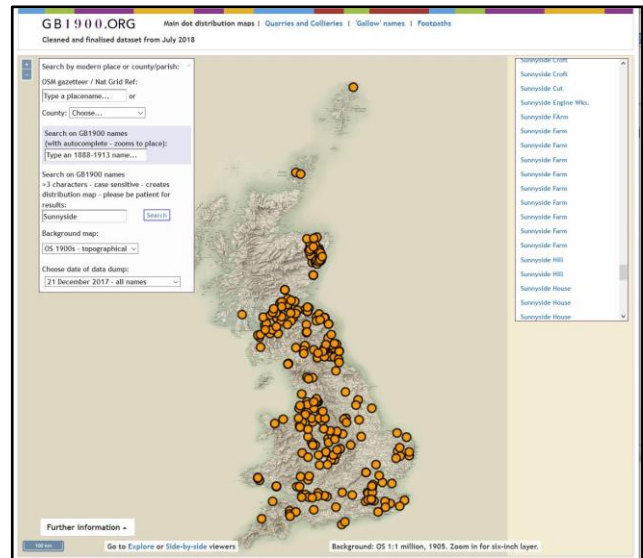 GB1900.ORG
Main dot distribution maps | Quarries and Collieries | 'Gallow' names | Footpaths
Cleaned and finalised dataset from July 2018
+
−
Search by modern place or county/parish:
OSM gazetteer / Nat Grid Ref:
Type a placename... or
County: Choose...
Search on GB1900 names
(with autocomplete - zooms to place):
Type an 1888-1913 name...
Search on GB1900 names
>3 characters - case sensitive - creates
distribution map - please be patient for
results:
Sunnyside Search
Background map:
OS 1900s - topographical
Choose date of data dump:
21 December 2017 - all names
Sunnyside Croft
Sunnyside Croft
Sunnyside Cut
Sunnyside Engine Wks.
Sunnyside FArm
Sunnyside Farm
Sunnyside Farm
Sunnyside Farm
Sunnyside Farm
Sunnyside Farm
Sunnyside Farm
Sunnyside Farm
Sunnyside Farm
Sunnyside Farm
Sunnyside Hill
Sunnyside Hill
Sunnyside House
Sunnyside House
Sunnyside House
Further information
100 km
Go to Explore or Side-by-side viewers
Background: OS 1:1 million, 1905. Zoom in for six-inch layer.